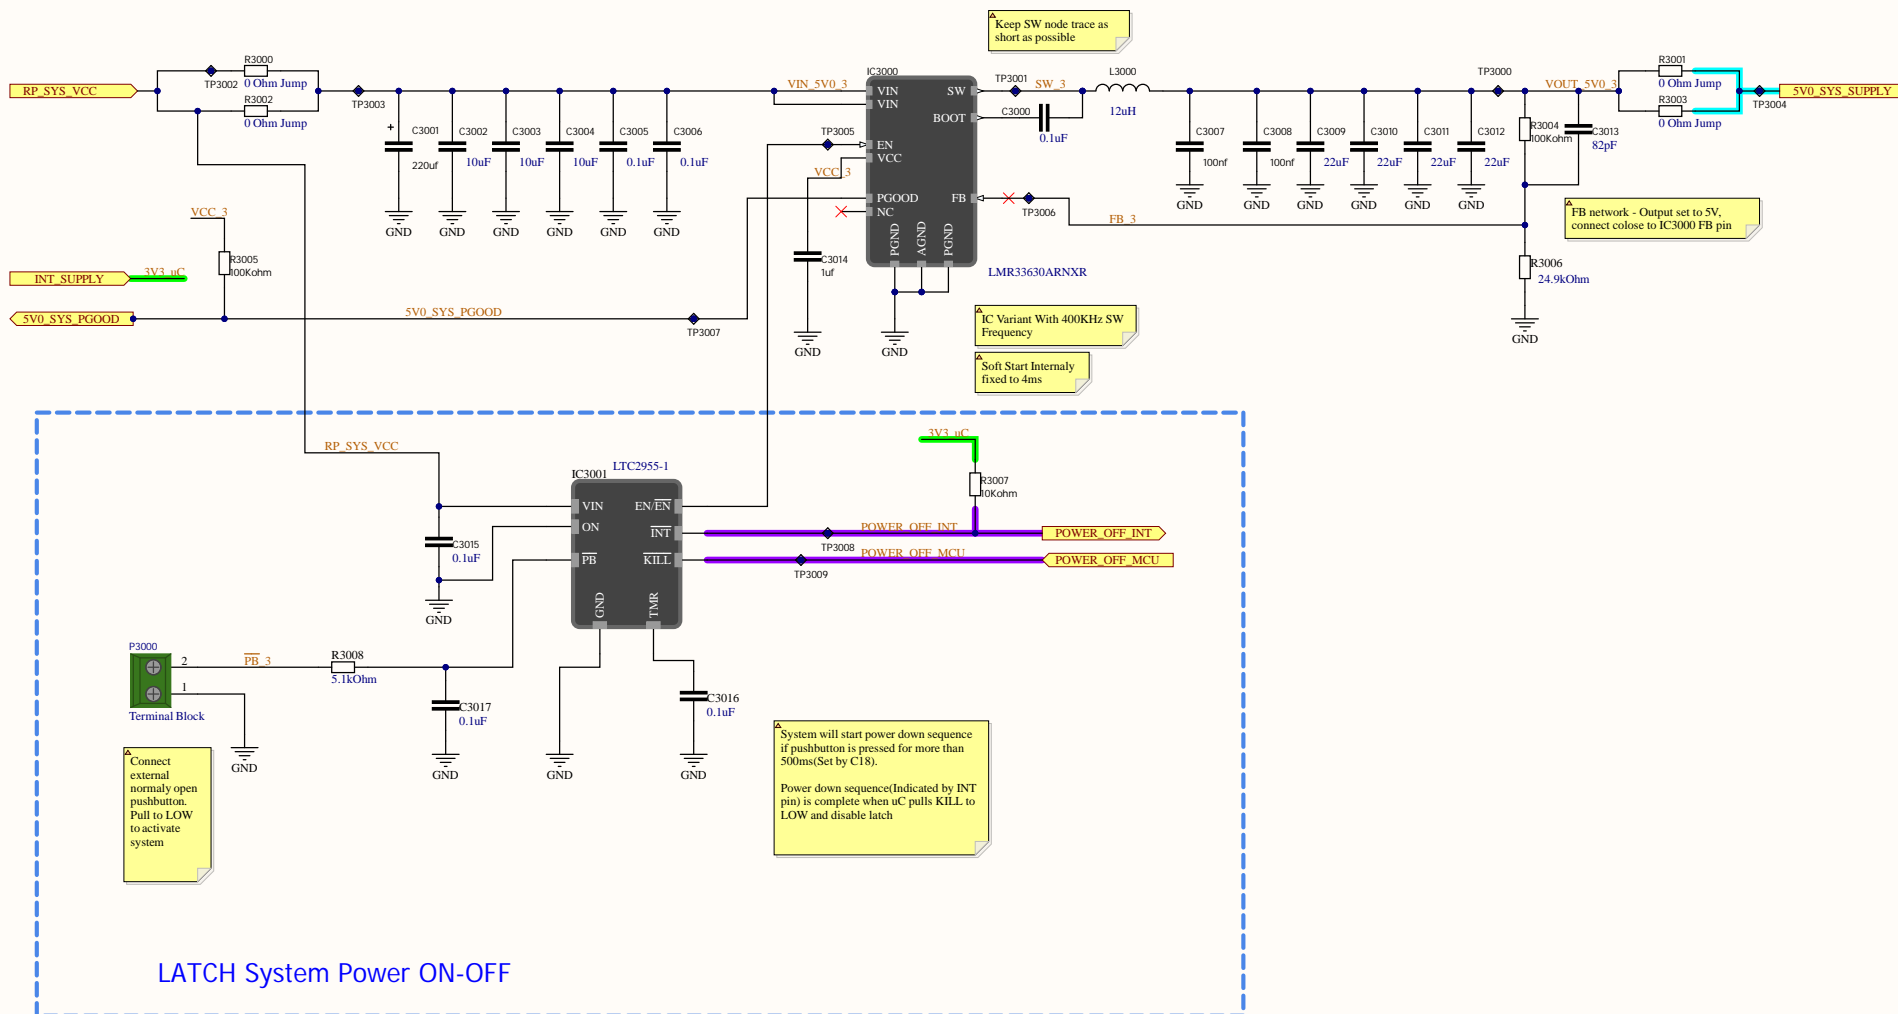 Keep SW node trace as
short as possible
RP_SYS_VCC
TP3002
R3000
0 Ohm Jump
R3002
0 Ohm Jump
TP3003
VIN_5V0_3
C3001
220uf
C3002
10uF
C3003
10uF
C3004
10uF
C3005
0.1uF
C3006
0.1uF
GND
GND
GND
GND
GND
GND
IC3000
VIN
VIN
EN
VCC
PGOOD
NC
SW
BOOT
FB
PGND
AGND
PGND
LMR33630ARNXR
TP3005
VCC_3
C3014
1uf
GND
GND
TP3001
SW_3
C3000
0.1uF
L3000
12uH
TP3006
FB_3
C3007
100nf
C3008
100nf
C3009
22uF
C3010
22uF
C3011
22uF
C3012
22uF
GND
GND
GND
GND
GND
GND
TP3000
VOUT_5V0_3
R3004
100Kohm
C3013
82pF
R3001
0 Ohm Jump
R3003
0 Ohm Jump
TP3004
5V0_SYS_SUPPLY
FB network - Output set to 5V,
connect colose to IC3000 FB pin
R3006
24.9kOhm
GND
VCC_3
R3005
100Kohm
INT_SUPPLY
3V3_uC
5V0_SYS_PGOOD
5V0_SYS_PGOOD
TP3007
IC Variant With 400KHz SW
Frequency
Soft Start Internaly
fixed to 4ms
RP_SYS_VCC
IC3001
LTC2955-1
VIN
ON
PB
EN/EN
INT
KILL
GND
TMR
C3015
0.1uF
GND
3V3_uC
R3007
10Kohm
POWER_OFF_INT
TP3008
POWER_OFF_INT
POWER_OFF_MCU
TP3009
POWER_OFF_MCU
P3000
2
1
Terminal Block
PB_3
R3008
5.1kOhm
C3017
0.1uF
C3016
0.1uF
GND
GND
GND
GND
Connect
external
normaly open
pushbutton.
Pull to LOW
to activate
system
System will start power down sequence
if pushbutton is pressed for more than
500ms(Set by C18).
Power down sequence(Indicated by INT
pin) is complete when uC pulls KILL to
LOW and disable latch
LATCH System Power ON-OFF